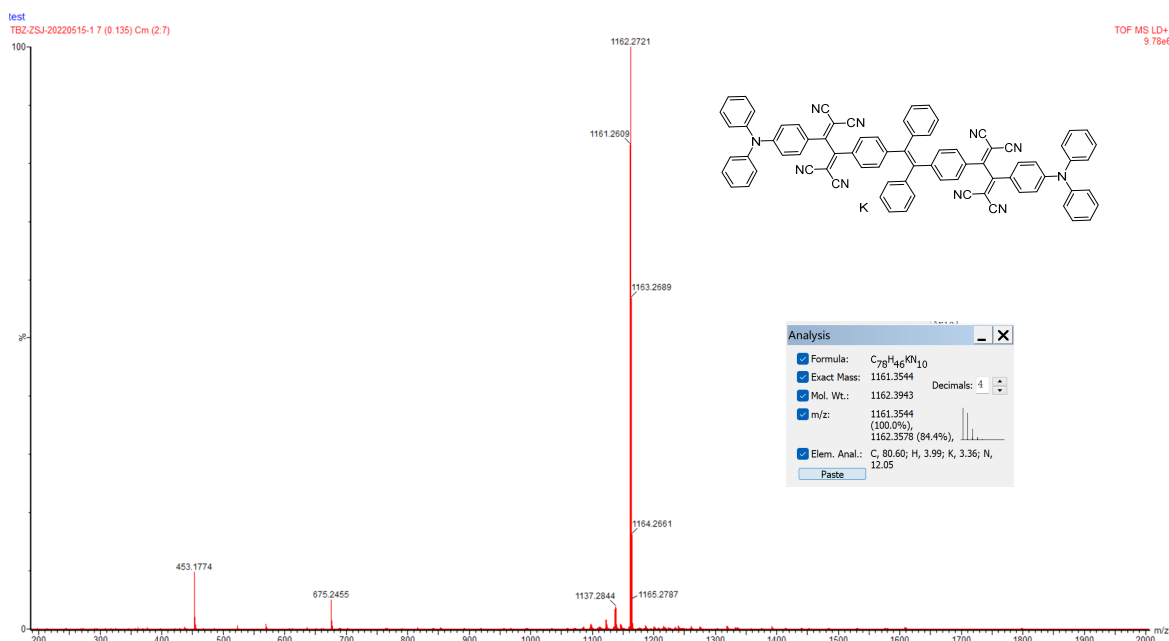 test
TBZ-ZSJ-20220515-1 7 (0.135) Cm (2:7)
TOF MS LD+
9.78e6
100
%
0
1162.2721
1161.2609
1163.2689
1164.2661
1165.2787
1137.2844
675.2455
453.1774
200 300 400 500 600 700 800 900 1000 1100 1200 1300 1400 1500 1600 1700 1800 1900 2000 m/z
NC
CN
N
NC
CN
K
NC
CN
N
NC
CN
Analysis
Formula: C78H46KN10
Exact Mass: 1161.3544
Decimals: 4
Mol. Wt.: 1162.3943
m/z: 1161.3544
(100.0%),
1162.3578 (84.4%),
Elem. Anal.: C, 80.60; H, 3.99; K, 3.36; N,
12.05
Paste